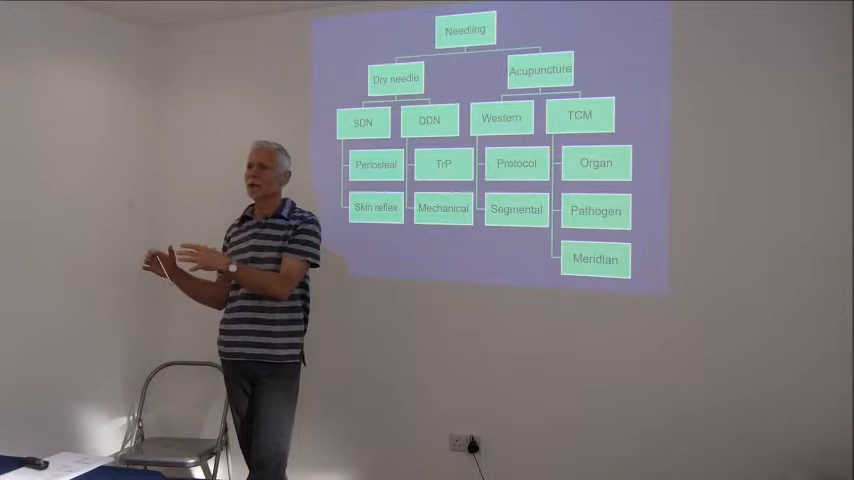 Needling
Dry needle
Acupuncture
SDN
DDN
Western
TCM
Periosteal
TrP
Protocol
Organ
Skin reflex
Mechanical
Segmental
Pathogen
Meridian